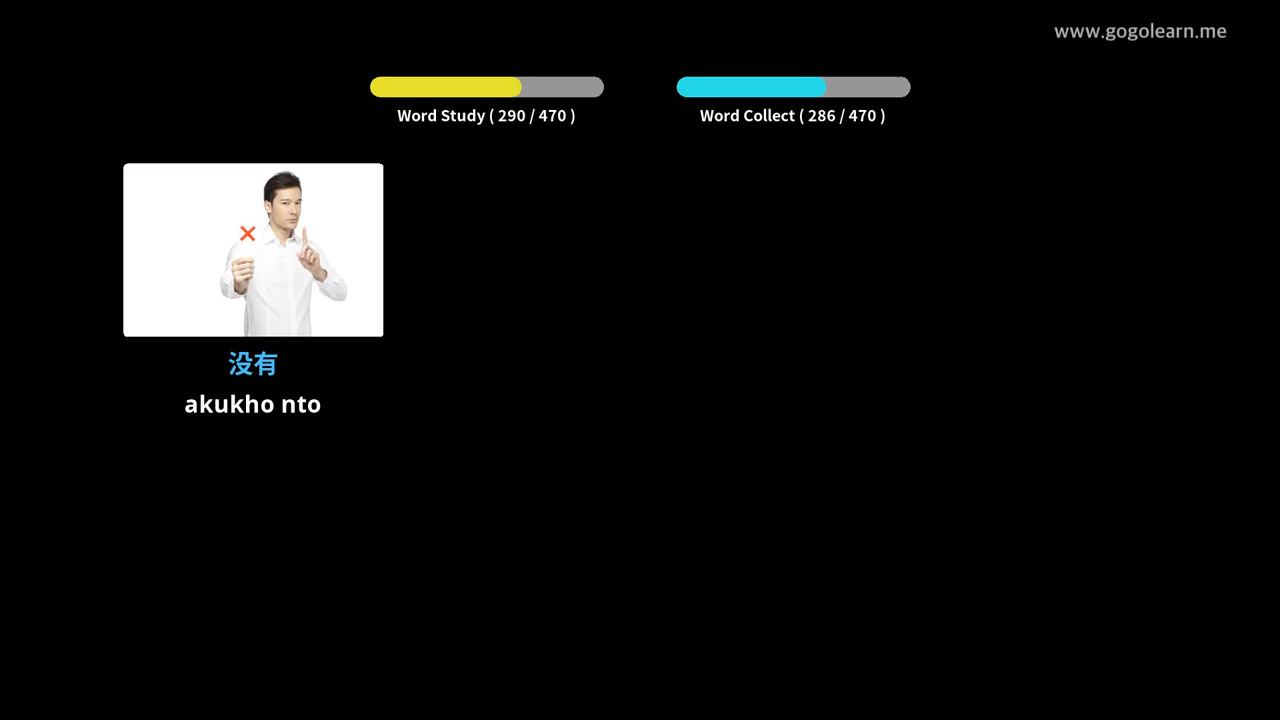 www.gogolearn.me
Word Study ( 290 / 470 )
Word Collect ( 286 / 470 )
没有
akukho nto